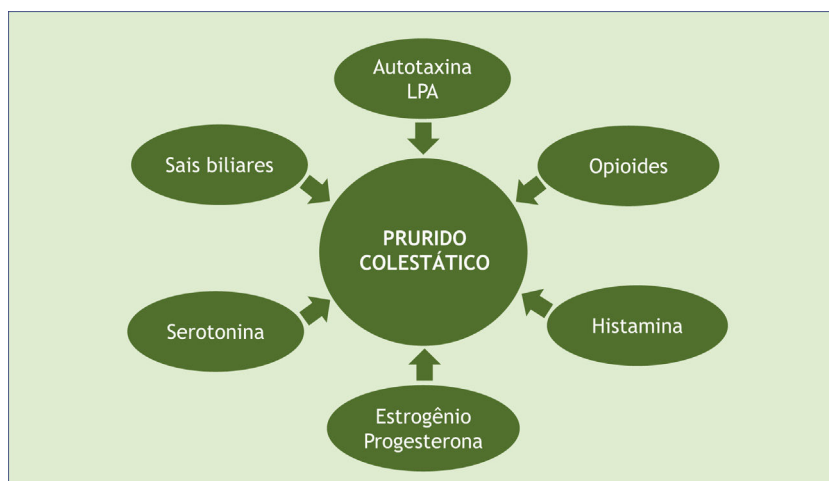 Autotaxina
LPA
Sais biliares
Opioides
PRURIDO
COLESTÁTICO
Serotonina
Histamina
Estrogênio
Progesterona